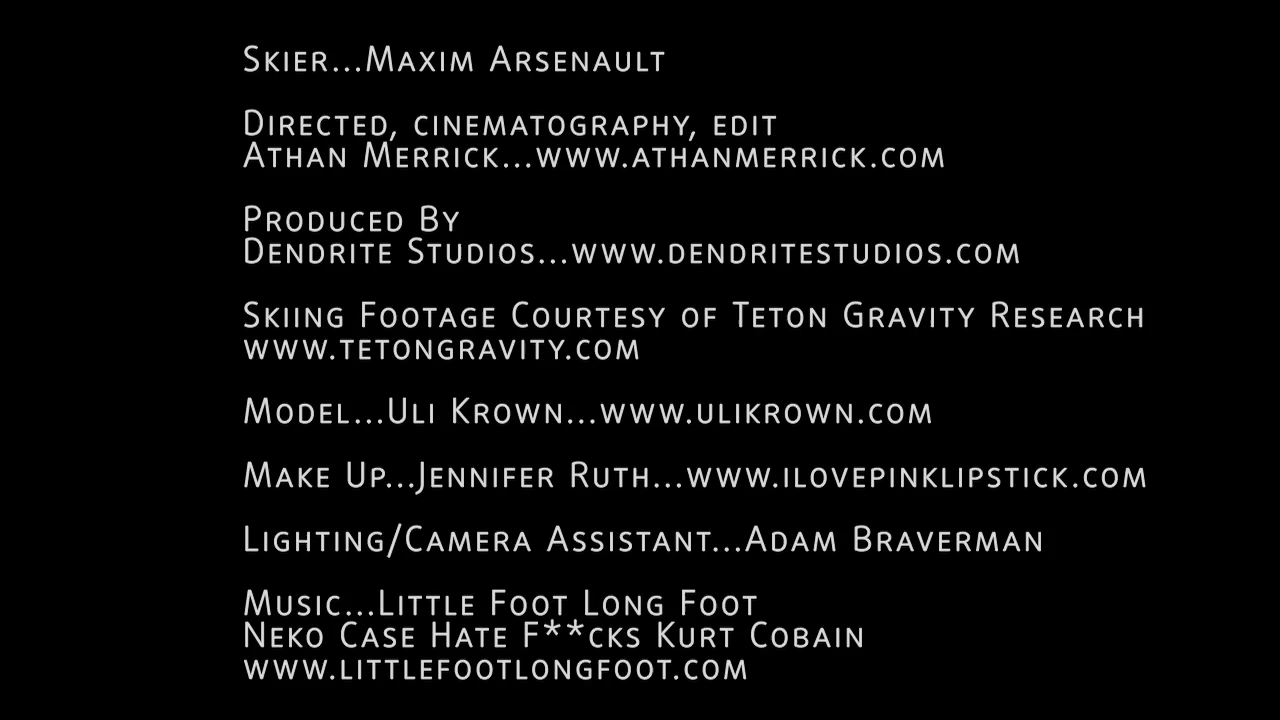 Skier...Maxim Arsenault
Directed, cinematography, edit
Athan Merrick...www.athanmerrick.com
Produced By
Dendrite Studios...www.dendritestudios.com
Skiing Footage Courtesy of Teton Gravity Research
www.tetongravity.com
Model...Uli Krown...www.ulikrown.com
Make Up...Jennifer Ruth...www.ilovepinklipstick.com
Lighting/Camera Assistant...Adam Braverman
Music...Little Foot Long Foot
Neko Case Hate F**cks Kurt Cobain
www.littlefootlongfoot.com